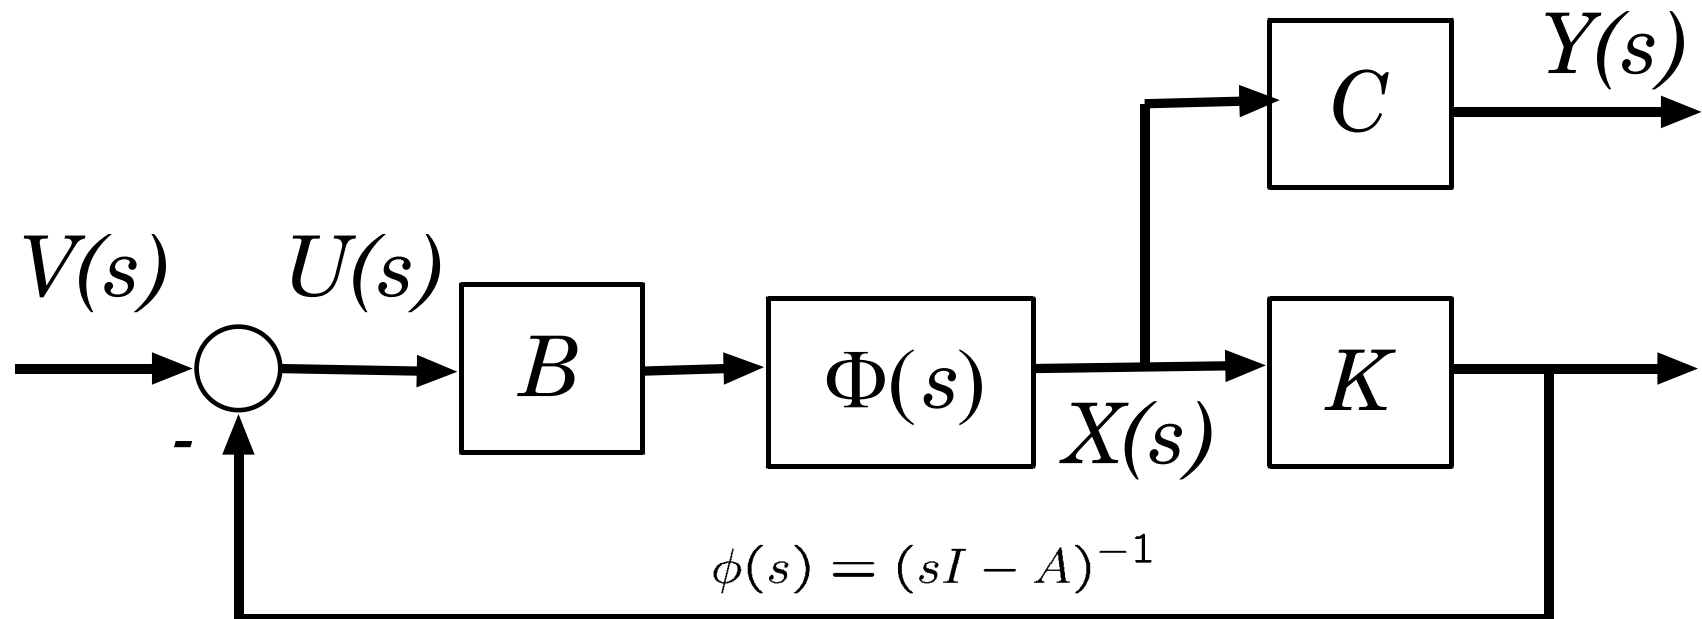 Y(s)
C
V(s)
U(s)
B
Φ(s)
K
X(s)
-
ϕ(s) = (sI − A)⁻¹